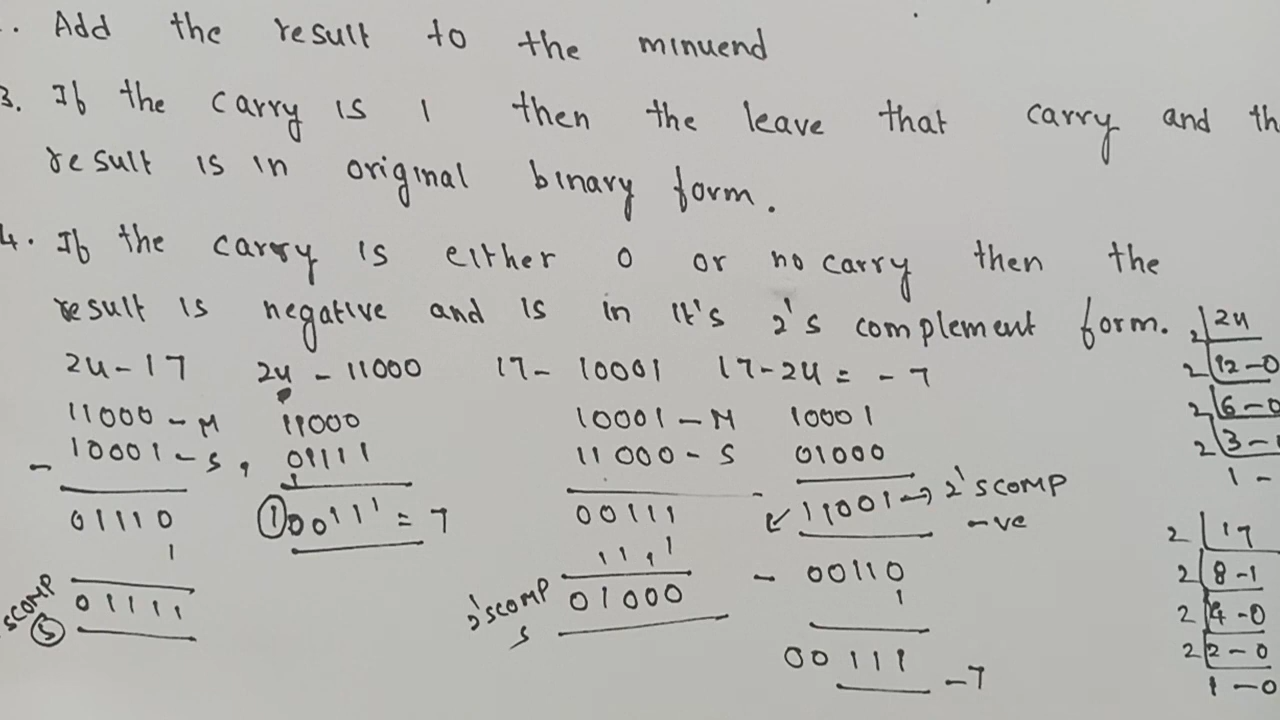 . Add the result to the minuend
3. If the carry is 1 then the leave that carry and th
result is in original binary form.
4. If the carry is either 0 or no carry then the
result is negative and is in it's 2's complement form.
24-17 24 - 11000 17- 10001 17-24 = -7
11000 - M 11000 10001 - M 10001
- 10001 - S, 01111 11000 - S 01000
01110 1 00111 = 7 00111 11001 → 2's comp
1 1 -ve
01111 01000 - 00110
scomp S 2's comp S 1
00111 -7
2 24
2 12-0
2 6-0
2 3-
1 -
2 17
2 8-1
2 4-0
2 2-0
1-0